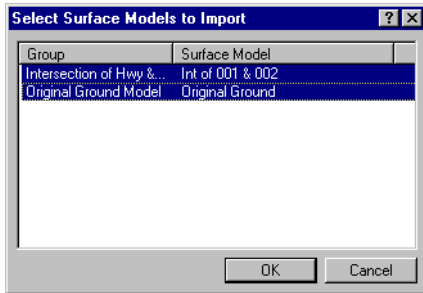 Select Surface Models to Import
Group Surface Model
Intersection of Hwy &... Int of 001 & 002
Original Ground Model Original Ground
OK Cancel